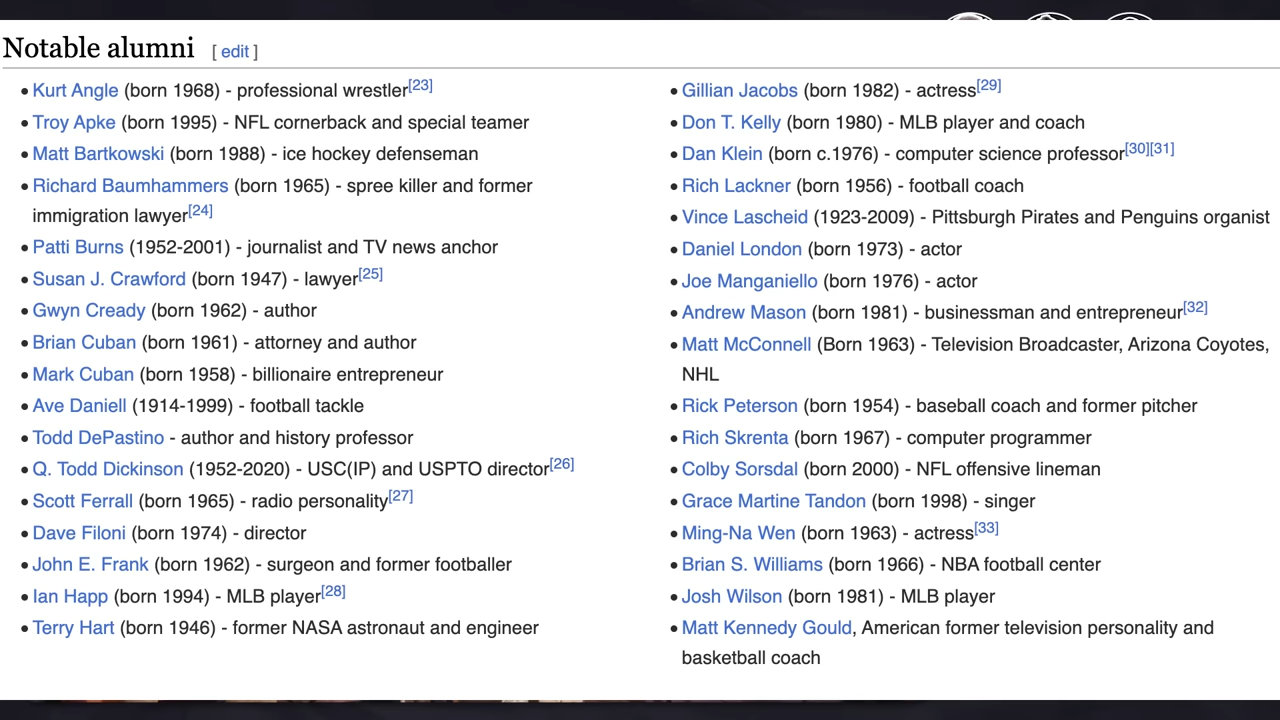 Notable alumni [ edit ]
Kurt Angle (born 1968) - professional wrestler[23]
Troy Apke (born 1995) - NFL cornerback and special teamer
Matt Bartkowski (born 1988) - ice hockey defenseman
Richard Baumhammers (born 1965) - spree killer and former
immigration lawyer[24]
Patti Burns (1952-2001) - journalist and TV news anchor
Susan J. Crawford (born 1947) - lawyer[25]
Gwyn Cready (born 1962) - author
Brian Cuban (born 1961) - attorney and author
Mark Cuban (born 1958) - billionaire entrepreneur
Ave Daniell (1914-1999) - football tackle
Todd DePastino - author and history professor
Q. Todd Dickinson (1952-2020) - USC(IP) and USPTO director[26]
Scott Ferrall (born 1965) - radio personality[27]
Dave Filoni (born 1974) - director
John E. Frank (born 1962) - surgeon and former footballer
Ian Happ (born 1994) - MLB player[28]
Terry Hart (born 1946) - former NASA astronaut and engineer
Gillian Jacobs (born 1982) - actress[29]
Don T. Kelly (born 1980) - MLB player and coach
Dan Klein (born c.1976) - computer science professor[30][31]
Rich Lackner (born 1956) - football coach
Vince Lascheid (1923-2009) - Pittsburgh Pirates and Penguins organist
Daniel London (born 1973) - actor
Joe Manganiello (born 1976) - actor
Andrew Mason (born 1981) - businessman and entrepreneur[32]
Matt McConnell (Born 1963) - Television Broadcaster, Arizona Coyotes,
NHL
Rick Peterson (born 1954) - baseball coach and former pitcher
Rich Skrenta (born 1967) - computer programmer
Colby Sorsdal (born 2000) - NFL offensive lineman
Grace Martine Tandon (born 1998) - singer
Ming-Na Wen (born 1963) - actress[33]
Brian S. Williams (born 1966) - NBA football center
Josh Wilson (born 1981) - MLB player
Matt Kennedy Gould, American former television personality and
basketball coach